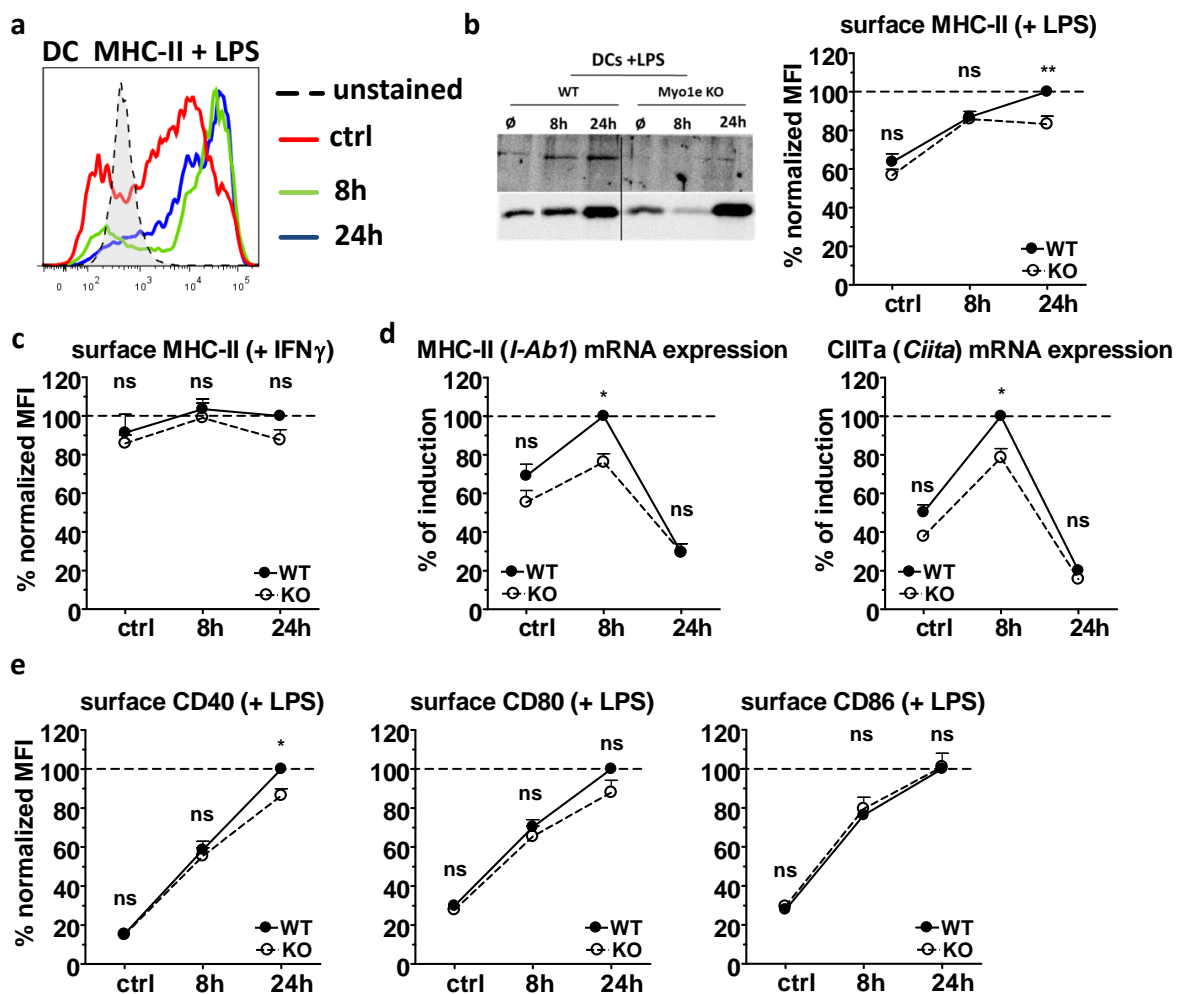 a
DC MHC-II + LPS
unstained
ctrl
8h
24h
0 10^2 10^3 10^4 10^5
b
DCs +LPS
WT Myo1e KO
Ø 8h 24h Ø 8h 24h
surface MHC-II (+ LPS)
% normalized MFI
120
100
80
60
40
20
0
ns ns **
WT
KO
ctrl 8h 24h
c
surface MHC-II (+ IFNγ)
% normalized MFI
120
100
80
60
40
20
0
ns ns ns
WT
KO
ctrl 8h 24h
d
MHC-II (I-Ab1) mRNA expression
% of induction
120
100
80
60
40
20
0
ns * ns
WT
KO
ctrl 8h 24h
CIITa (Ciita) mRNA expression
% of induction
120
100
80
60
40
20
0
ns * ns
WT
KO
ctrl 8h 24h
e
surface CD40 (+ LPS)
% normalized MFI
120
100
80
60
40
20
0
ns ns *
WT
KO
ctrl 8h 24h
surface CD80 (+ LPS)
120
100
80
60
40
20
0
ns ns ns
WT
KO
ctrl 8h 24h
surface CD86 (+ LPS)
120
100
80
60
40
20
0
ns ns ns
WT
KO
ctrl 8h 24h